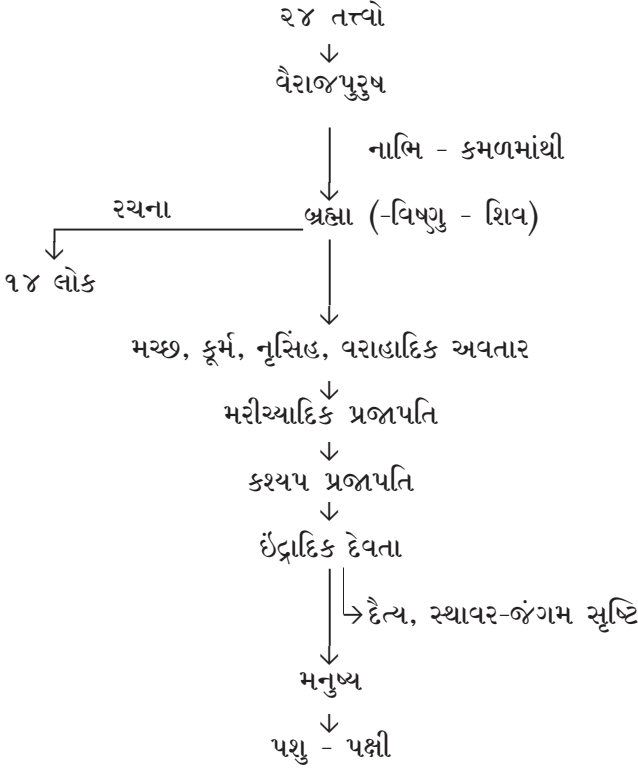 ૨૪ તત્ત્વો
વૈરાજપુરુષ
નાભિ - કમળમાંથી
રચના
બ્રહ્મા (-વિષ્ણુ - શિવ)
૧૪ લોક
મચ્છ, કૂર્મ, નૃસિંહ, વરાહાદિક અવતાર
મરીચ્યાદિક પ્રજાપતિ
કશ્યપ પ્રજાપતિ
ઇંદ્રાદિક દેવતા
દૈત્ય, સ્થાવર-જંગમ સૃષ્ટિ
મનુષ્ય
પશુ - પક્ષી